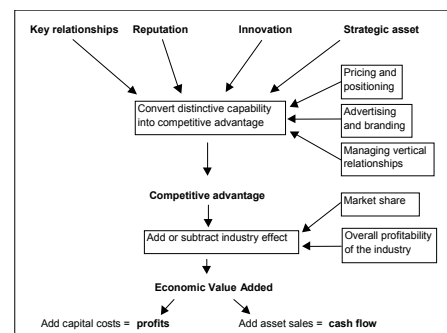 Key relationships Reputation Innovation Strategic asset
Pricing and
positioning
Convert distinctive capability
into competitive advantage
Advertising
and branding
Managing vertical
relationships
Competitive advantage
Market share
Add or subtract industry effect
Overall profitability
of the industry
Economic Value Added
Add capital costs = profits Add asset sales = cash flow